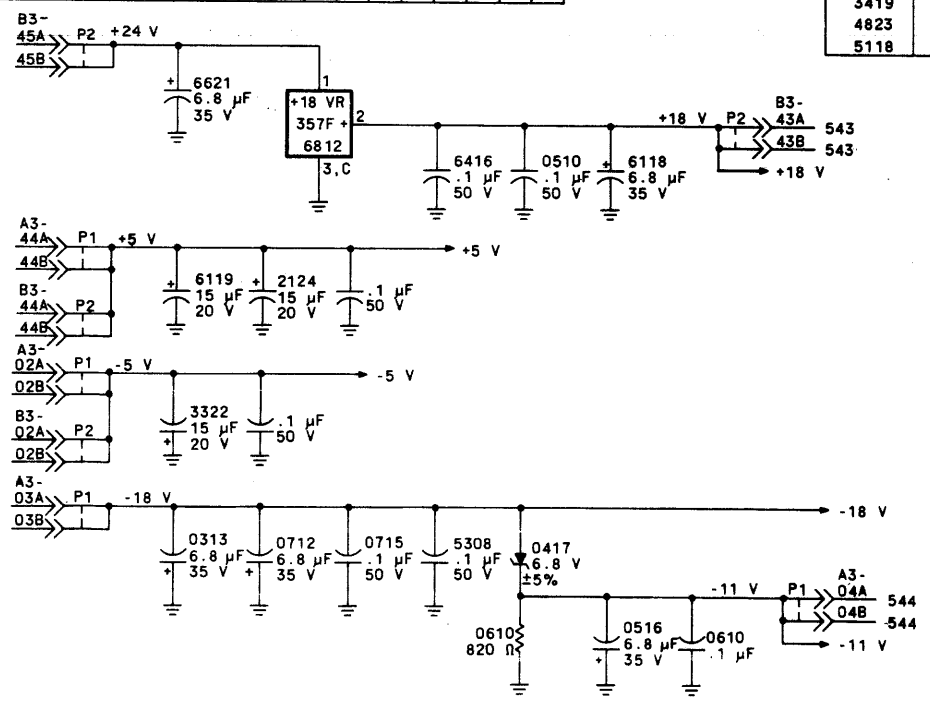 3419
4823
5118
B3-
45A P2 +24 V
45B
+ 6621
6.8 µF
35 V
1
+18 VR
357F + 2
6812
3,C
+18 V P2 B3-
43A 543
43B 543
+18 V
6416
.1 µF
50 V
0510
.1 µF
50 V
+ 6118
6.8 µF
35 V
A3-
44A P1 +5 V
44B
+5 V
B3-
44A P2
44B
+ 6119
15 µF
20 V
+ 2124
15 µF
20 V
.1 µF
50 V
A3-
02A P1 -5 V
02B
-5 V
B3-
02A P2
02B
3322
15 µF
+ 20 V
.1 µF
50 V
A3-
03A P1 -18 V
03B
-18 V
0313
6.8 µF
+ 35 V
0712
6.8 µF
+ 35 V
0715
.1 µF
50 V
5308
.1 µF
50 V
0417
6.8 V
±5%
-11 V P1 A3-
04A 544
04B 544
-11 V
0610
820 Ω
0516
6.8 µF
+ 35 V
0610
.1 µF